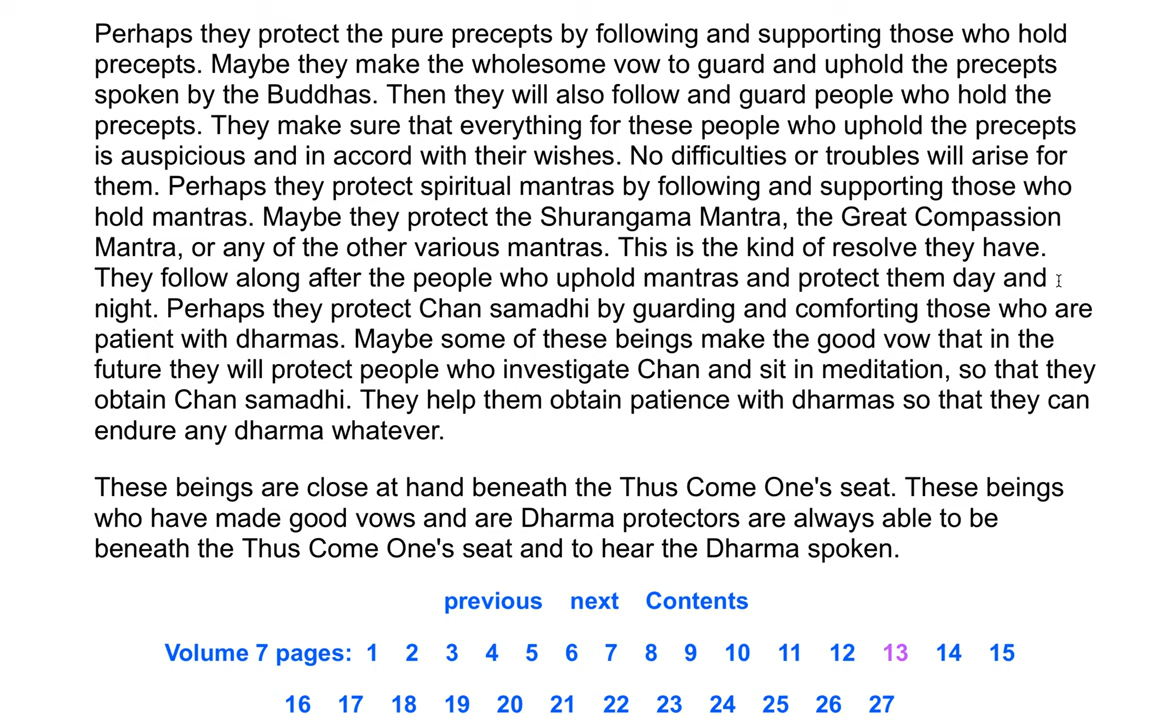 Perhaps they protect the pure precepts by following and supporting those who hold
precepts. Maybe they make the wholesome vow to guard and uphold the precepts
spoken by the Buddhas. Then they will also follow and guard people who hold the
precepts. They make sure that everything for these people who uphold the precepts
is auspicious and in accord with their wishes. No difficulties or troubles will arise for
them. Perhaps they protect spiritual mantras by following and supporting those who
hold mantras. Maybe they protect the Shurangama Mantra, the Great Compassion
Mantra, or any of the other various mantras. This is the kind of resolve they have.
They follow along after the people who uphold mantras and protect them day and
night. Perhaps they protect Chan samadhi by guarding and comforting those who are
patient with dharmas. Maybe some of these beings make the good vow that in the
future they will protect people who investigate Chan and sit in meditation, so that they
obtain Chan samadhi. They help them obtain patience with dharmas so that they can
endure any dharma whatever.
These beings are close at hand beneath the Thus Come One's seat. These beings
who have made good vows and are Dharma protectors are always able to be
beneath the Thus Come One's seat and to hear the Dharma spoken.
previous next Contents
Volume 7 pages: 1 2 3 4 5 6 7 8 9 10 11 12 13 14 15
16 17 18 19 20 21 22 23 24 25 26 27